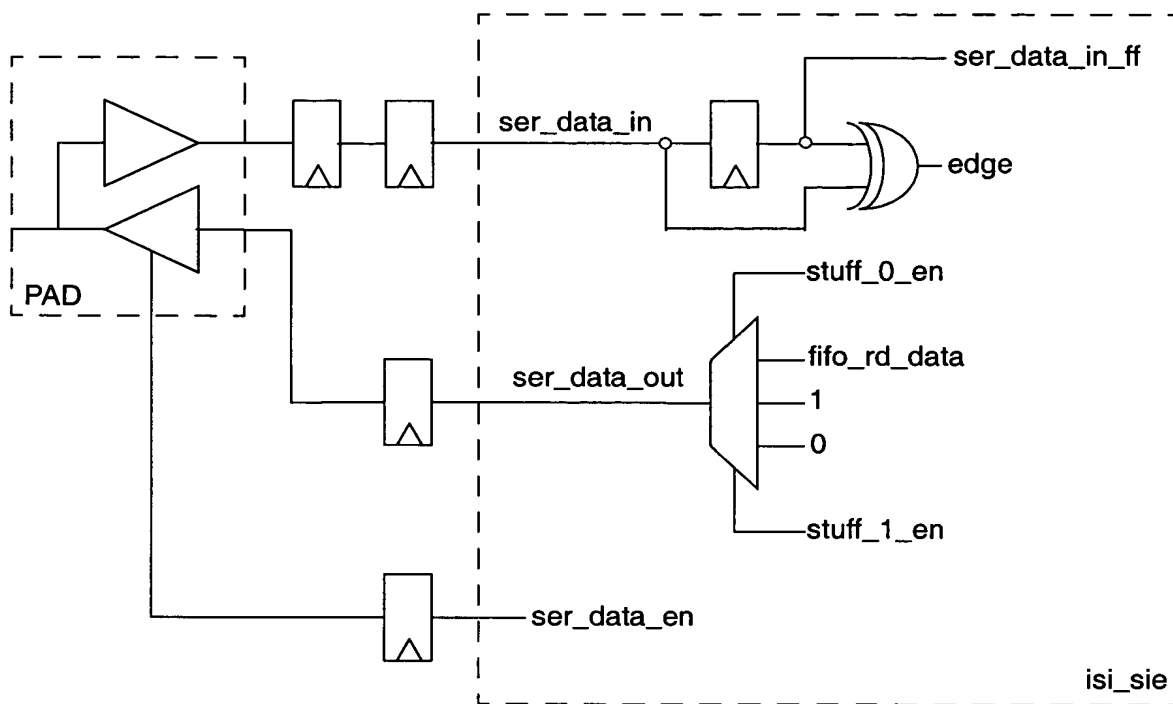 ser_data_in_ff
ser_data_in
edge
PAD
stuff_0_en
fifo_rd_data
ser_data_out
1
0
stuff_1_en
ser_data_en
isi_sie